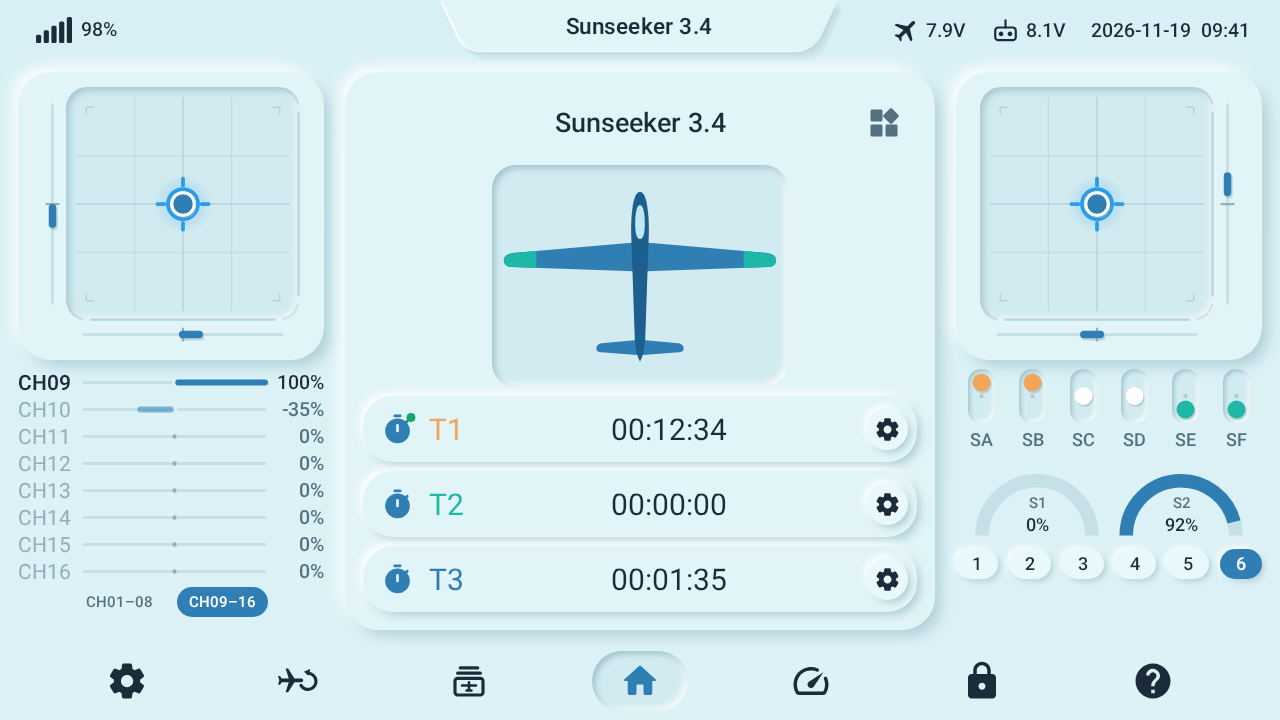 98%
Sunseeker 3.4
7.9V
8.1V
2026-11-19 09:41
Sunseeker 3.4
CH09 100%
CH10 -35%
CH11 0%
CH12 0%
CH13 0%
CH14 0%
CH15 0%
CH16 0%
CH01–08 CH09–16
T1 00:12:34
T2 00:00:00
T3 00:01:35
SA SB SC SD SE SF
S1 S2
0% 92%
1 2 3 4 5 6